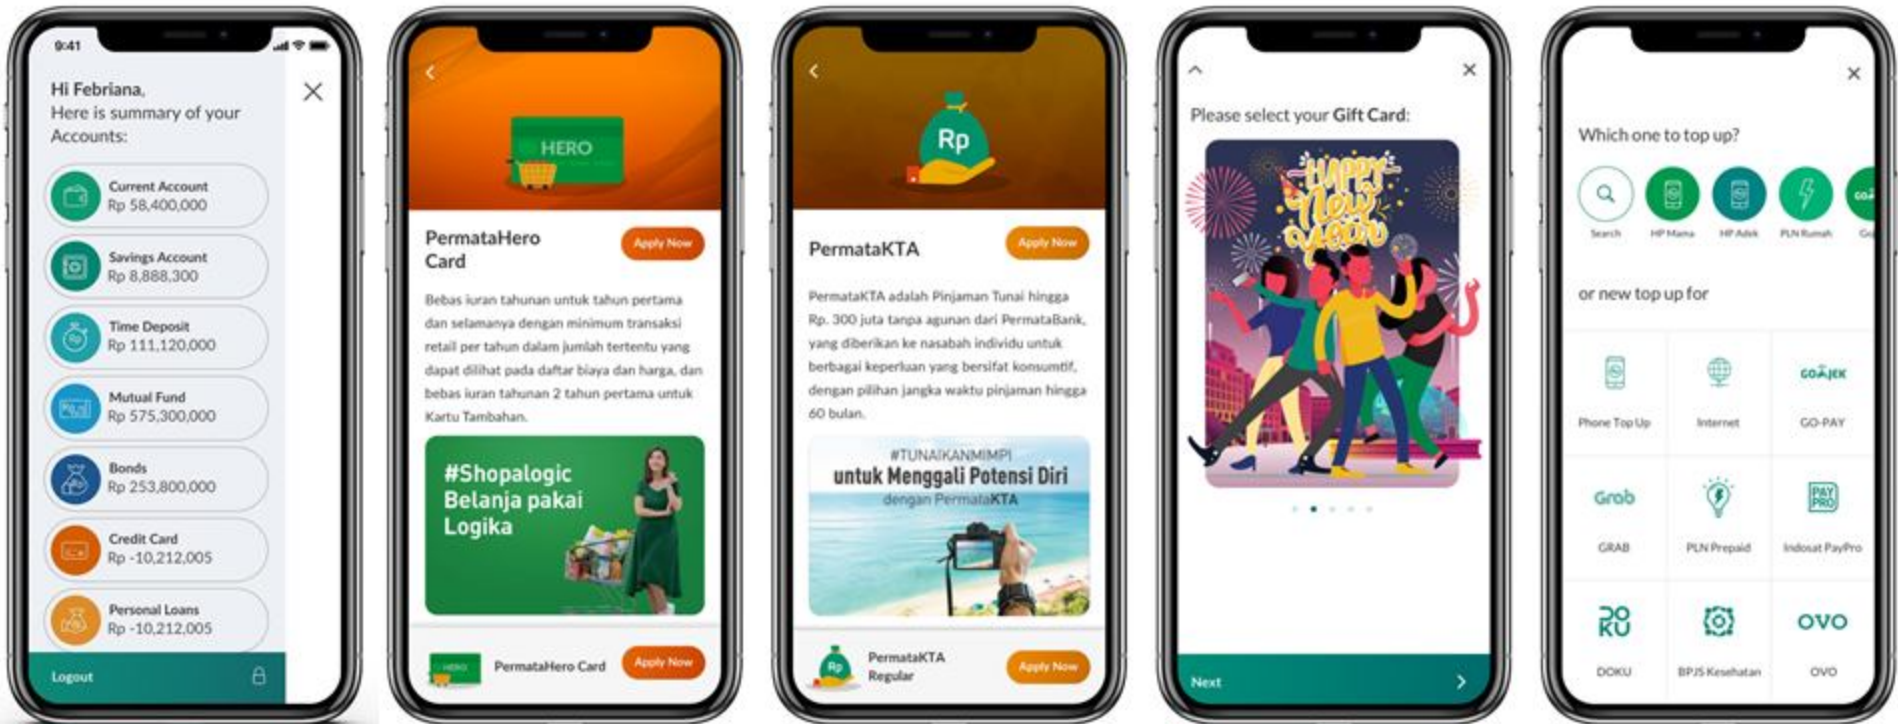 9:41
Hi Febriana,
Here is summary of your
Accounts:
Current Account
Rp 58,400,000
Savings Account
Rp 8,888,300
Time Deposit
Rp 111,120,000
Mutual Fund
Rp 575,300,000
Bonds
Rp 253,800,000
Credit Card
Rp -10,212,005
Personal Loans
Rp -10,212,005
Logout
HERO
PermataHero
Card
Apply Now
Bebas iuran tahunan untuk tahun pertama
dan selamanya dengan minimum transaksi
retail per tahun dalam jumlah tertentu yang
dapat dilihat pada daftar biaya dan harga, dan
bebas iuran tahunan 2 tahun pertama untuk
Kartu Tambahan.
#Shopalogic
Belanja pakai
Logika
HERO
PermataHero Card
Apply Now
Rp
PermataKTA
Apply Now
PermataKTA adalah Pinjaman Tunai hingga
Rp. 300 juta tanpa agunan dari PermataBank,
yang diberikan ke nasabah individu untuk
berbagai keperluan yang bersifat konsumtif,
dengan pilihan jangka waktu pinjaman hingga
60 bulan.
#TUNAIKANMIMPI
untuk Menggali Potensi Diri
dengan PermataKTA
Rp
PermataKTA
Regular
Apply Now
Please select your Gift Card:
HAPPY
New
YEAR
Next
Which one to top up?
Search
HP Mama
HP Adek
PLN Rumah
or new top up for
GOJEK
Phone Top Up
Internet
GO-PAY
Grab
PAY
PRO
GRAB
PLN Prepaid
Indosat PayPro
DO
KU
OVO
DOKU
BPJS Kesehatan
OVO